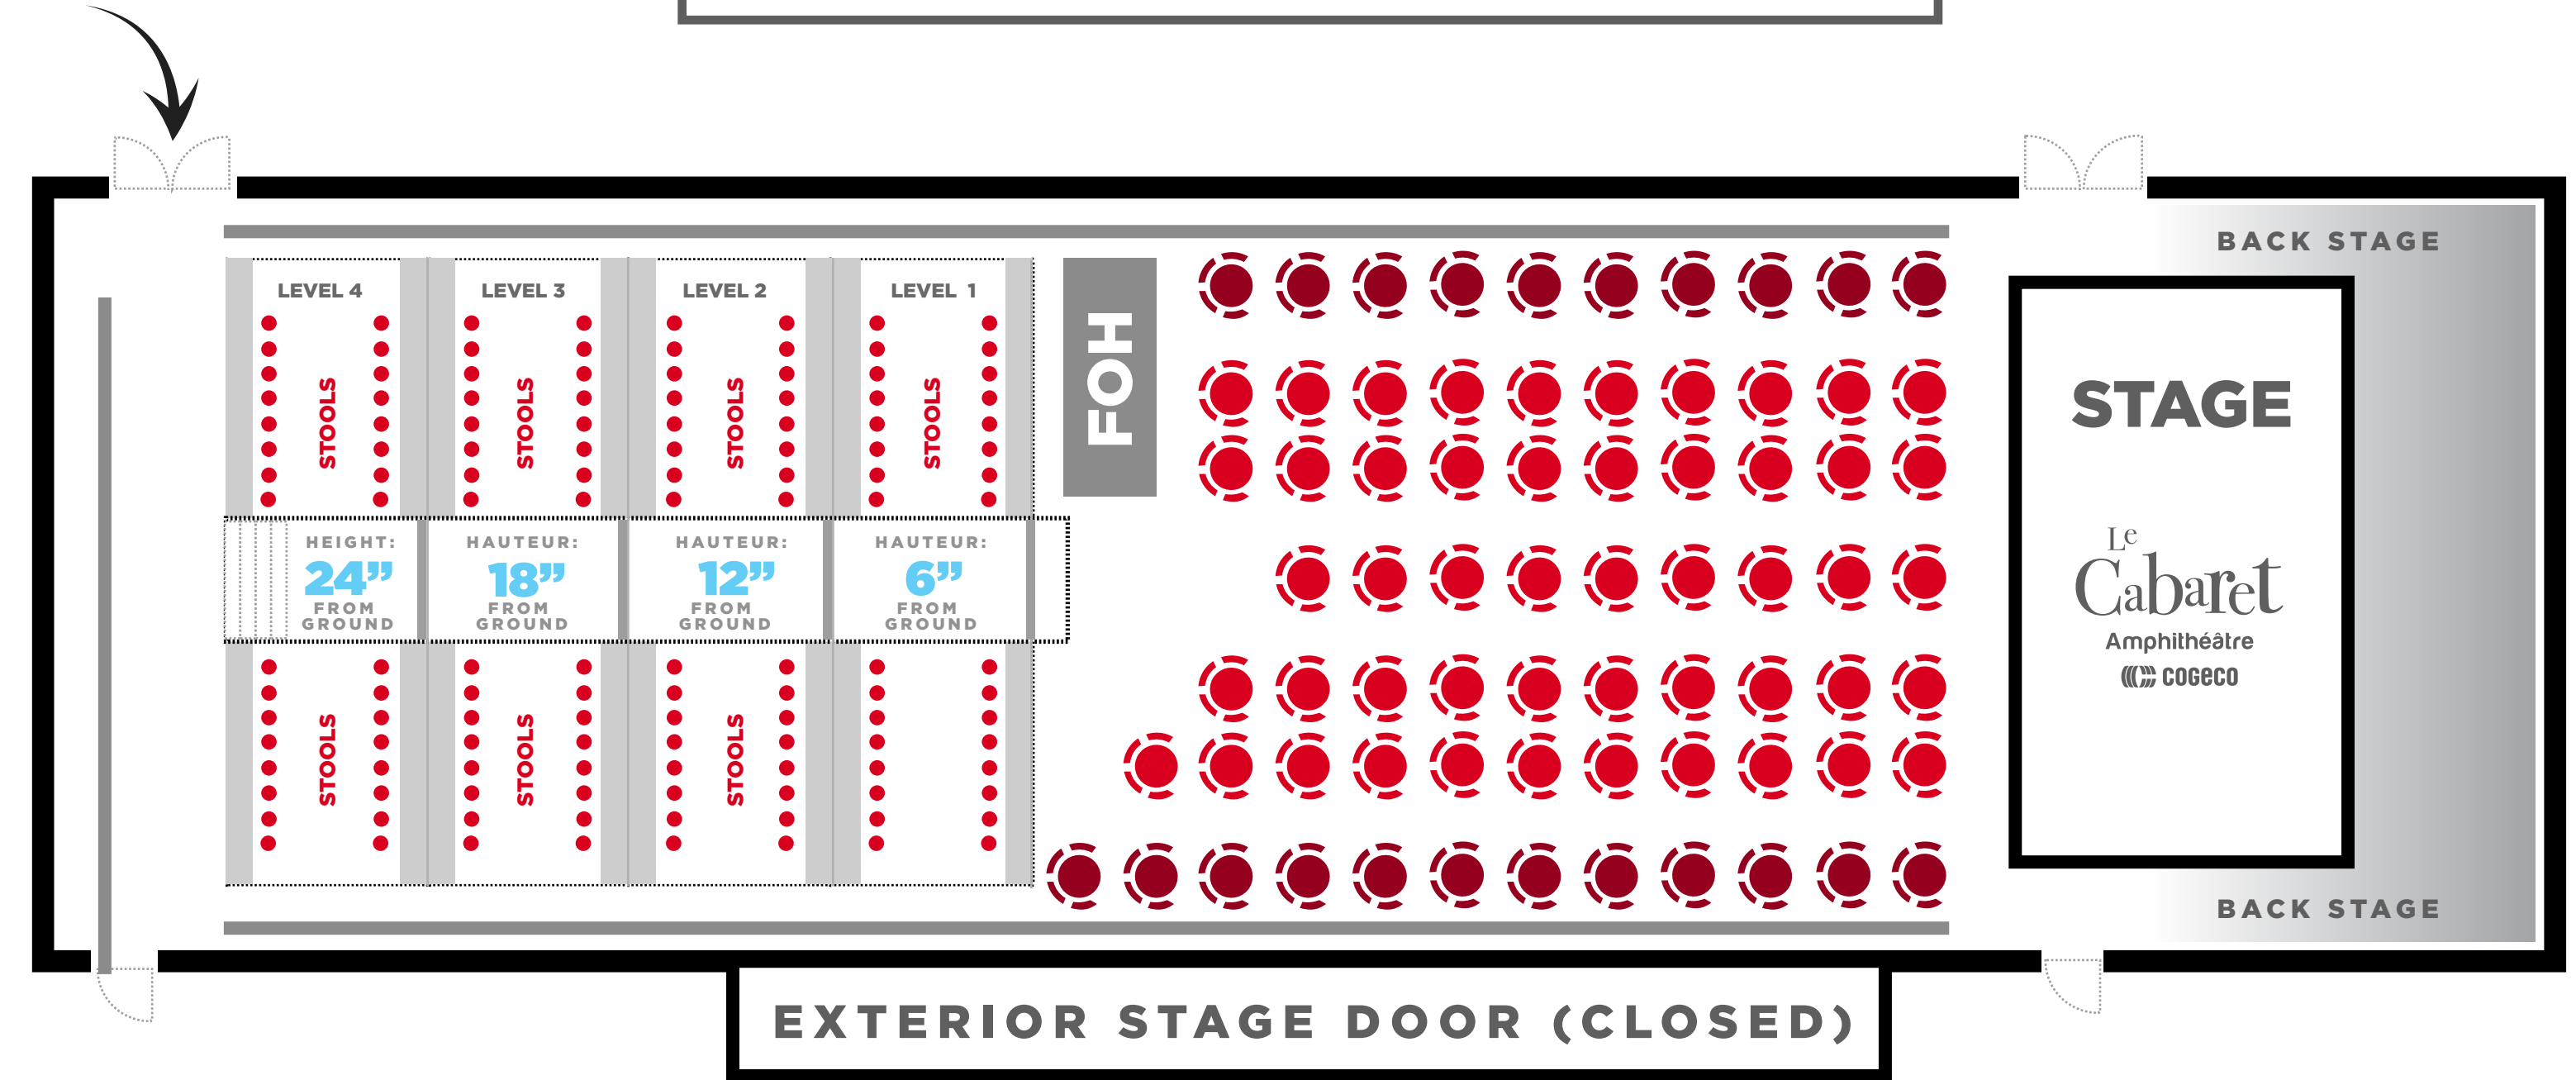 BACK STAGE
LEVEL 4
LEVEL 3
LEVEL 2
LEVEL 1
STOOLS
STOOLS
STOOLS
STOOLS
FOH
STAGE
HEIGHT:
24”
FROM
GROUND
HAUTEUR:
18”
FROM
GROUND
HAUTEUR:
12”
FROM
GROUND
HAUTEUR:
6”
FROM
GROUND
Le
Cabaret
Amphithéâtre
COGECO
STOOLS
STOOLS
STOOLS
BACK STAGE
EXTERIOR STAGE DOOR (CLOSED)